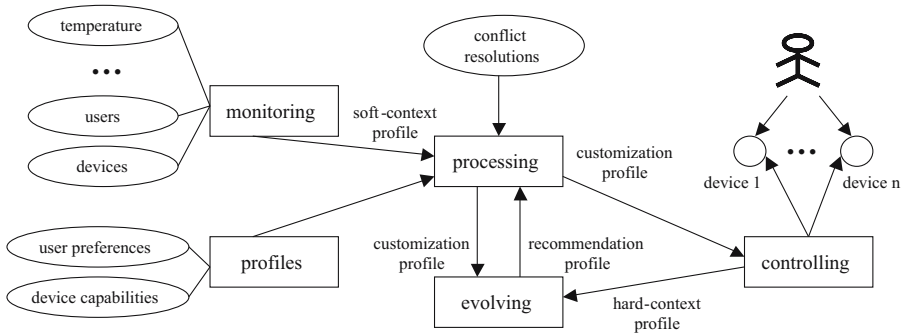 temperature
...
users
devices
monitoring
soft-context
profile
conflict
resolutions
processing
customization
profile
...
device 1
device n
user preferences
device capabilities
profiles
customization
profile
recommendation
profile
evolving
controlling
hard-context
profile